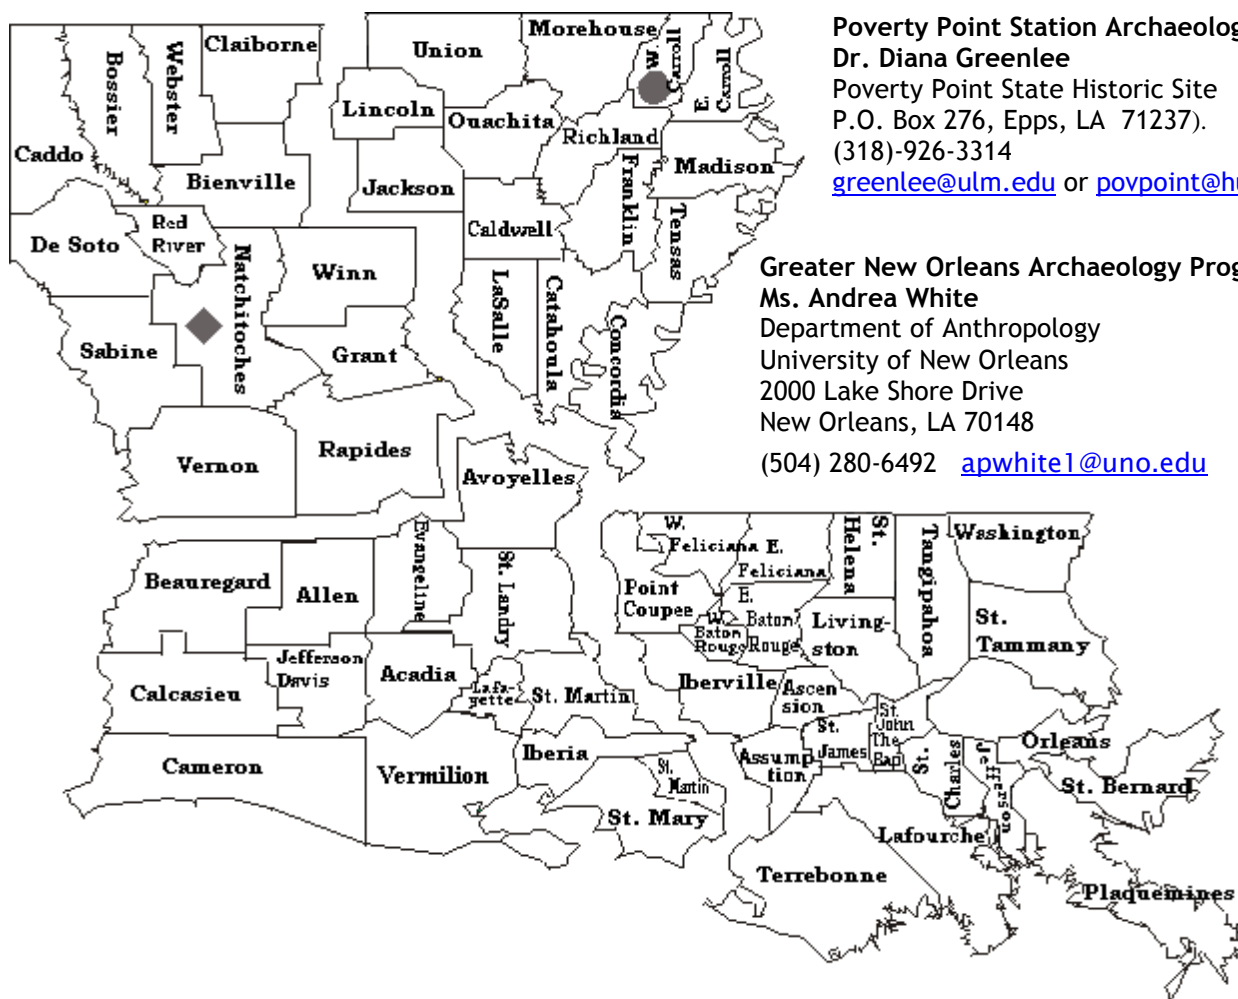 Poverty Point Station Archaeolog
Dr. Diana Greenlee
Poverty Point State Historic Site
P.O. Box 276, Epps, LA  71237).
(318)-926-3314
greenlee@ulm.edu or povpoint@hu
Greater New Orleans Archaeology Prog
Ms. Andrea White
Department of Anthropology
University of New Orleans
2000 Lake Shore Drive
New Orleans, LA 70148
(504) 280-6492 apwhite1@uno.edu
Caddo
Bossier
Webster
Claiborne
Union
Morehouse
W. Carroll
E. Carroll
Lincoln
Ouachita
Richland
Madison
Bienville
Jackson
Franklin
Tensas
De Soto
Red
River
Natchitoches
Winn
Caldwell
LaSalle
Catahoula
Concordia
Sabine
Grant
Vernon
Rapides
Avoyelles
Beauregard
Allen
Evangeline
St. Landry
W.
Feliciana
E.
Feliciana
St.
Helena
Tangipahoa
Washington
Point
Coupee
E.
Baton
Rouge
W.
Baton
Rouge
Living-
ston
St.
Tammany
Calcasieu
Jefferson
Davis
Acadia
Lafa-
yette
St. Martin
Iberville
Ascen
sion
St.
John
The
Bap
Cameron
Vermilion
Iberia
St.
Martin
St. Mary
Assump
tion
St.
James
St.
Charles
Jefferson
Orleans
St. Bernard
Lafourche
Terrebonne
Plaquemines